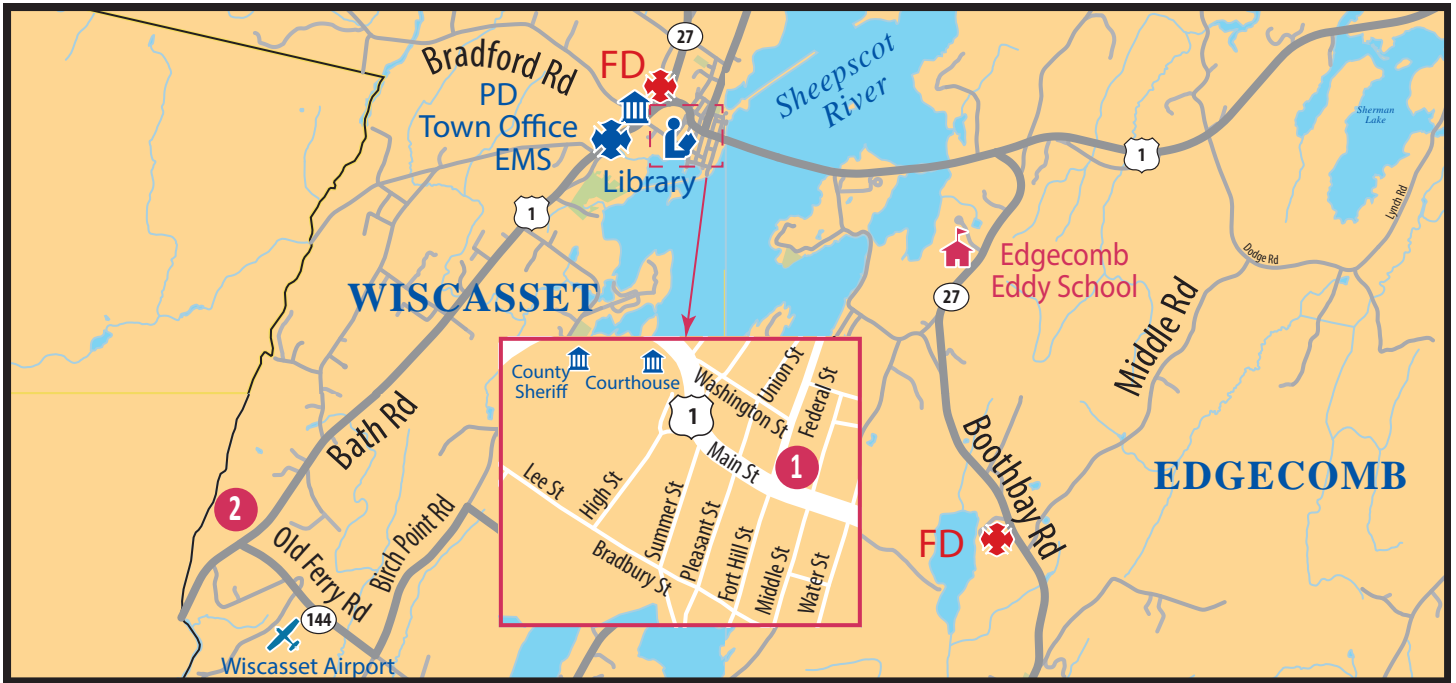 27
Bradford Rd
FD
PD
Town Office
EMS
Library
Sheepscot
River
Sherman
Lake
1
1
Lynch Rd
Dodge Rd
Edgecomb
Eddy School
27
WISCASSET
Middle Rd
County
Sheriff
Courthouse
Washington St
Union St
Federal St
1
Main St
1
Lee St
High St
Summer St
Pleasant St
Fort Hill St
Middle St
Water St
Bradbury St
Bath Rd
2
Old Ferry Rd
Birch Point Rd
144
Wiscasset Airport
Boothbay Rd
EDGECOMB
FD